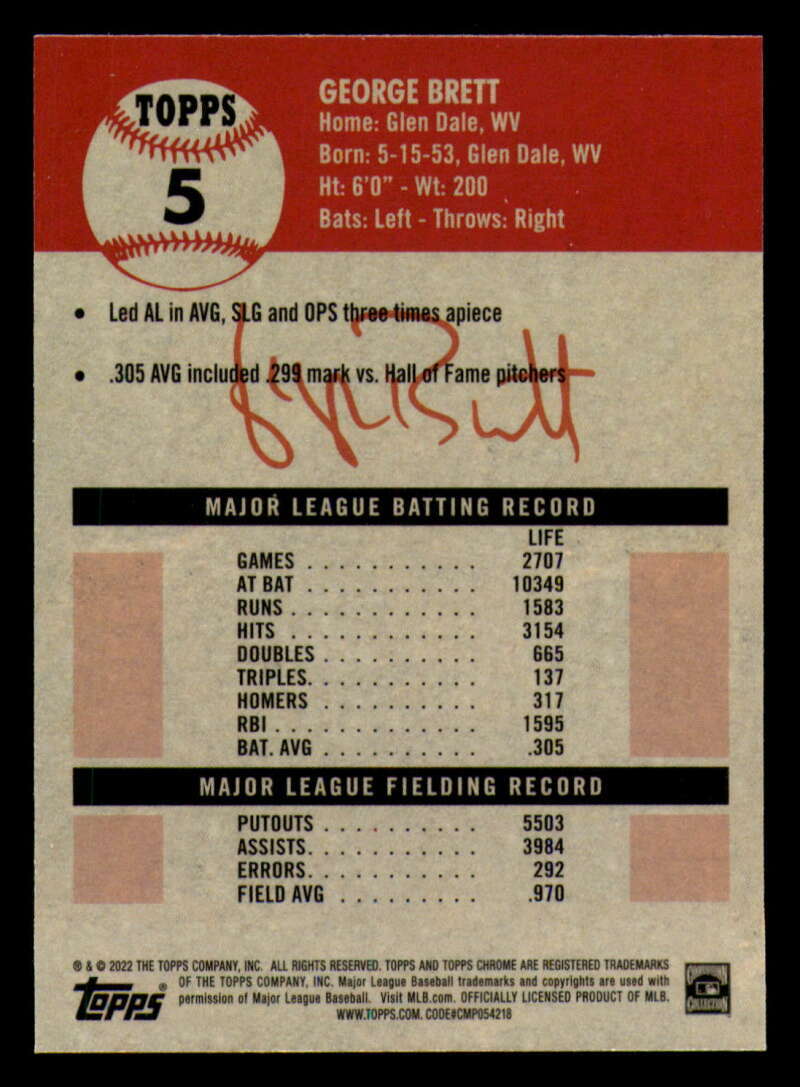 TOPPS
5
GEORGE BRETT
Home: Glen Dale, WV
Born: 5-15-53, Glen Dale, WV
Ht: 6'0" - Wt: 200
Bats: Left - Throws: Right
• Led AL in AVG, SLG and OPS three times apiece
• .305 AVG included .299 mark vs. Hall of Fame pitchers
George Brett
MAJOR LEAGUE BATTING RECORD
LIFE
GAMES . . . . . . . . . . . 2707
AT BAT . . . . . . . . . . . 10349
RUNS . . . . . . . . . . . . 1583
HITS . . . . . . . . . . . . 3154
DOUBLES . . . . . . . . . . 665
TRIPLES. . . . . . . . . . . 137
HOMERS . . . . . . . . . . 317
RBI . . . . . . . . . . . . . 1595
BAT. AVG . . . . . . . . . . .305
MAJOR LEAGUE FIELDING RECORD
PUTOUTS . . . . . . . . . . 5503
ASSISTS. . . . . . . . . . . 3984
ERRORS. . . . . . . . . . . 292
FIELD AVG . . . . . . . . . .970
® & © 2022 THE TOPPS COMPANY, INC. ALL RIGHTS RESERVED. TOPPS AND TOPPS CHROME ARE REGISTERED TRADEMARKS
OF THE TOPPS COMPANY, INC. Major League Baseball trademarks and copyrights are used with
permission of Major League Baseball. Visit MLB.com. OFFICIALLY LICENSED PRODUCT OF MLB.
WWW.TOPPS.COM. CODE#CMP054218
Topps®
COOPERSTOWN
COLLECTION